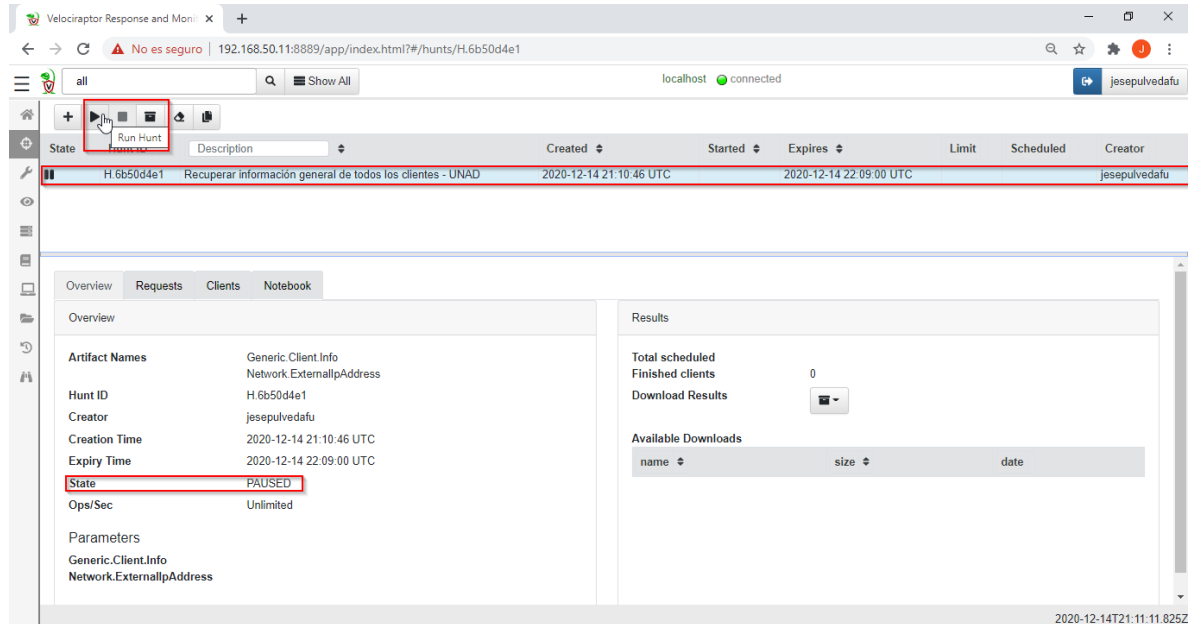 Velociraptor Response and Moni
No es seguro | 192.168.50.11:8889/app/index.html?#/hunts/H.6b50d4e1
J
all
Show All
localhost connected
jesepulvedafu
Run Hunt
State Description Created Started Expires Limit Scheduled Creator
H.6b50d4e1 Recuperar información general de todos los clientes - UNAD 2020-12-14 21:10:46 UTC 2020-12-14 22:09:00 UTC jesepulvedafu
Overview Requests Clients Notebook
Overview
Artifact Names Generic.Client.Info
Network.ExternalIpAddress
Hunt ID H.6b50d4e1
Creator jesepulvedafu
Creation Time 2020-12-14 21:10:46 UTC
Expiry Time 2020-12-14 22:09:00 UTC
State PAUSED
Ops/Sec Unlimited
Parameters
Generic.Client.Info
Network.ExternalIpAddress
Results
Total scheduled
Finished clients 0
Download Results
Available Downloads
name size date
2020-12-14T21:11:11.825Z